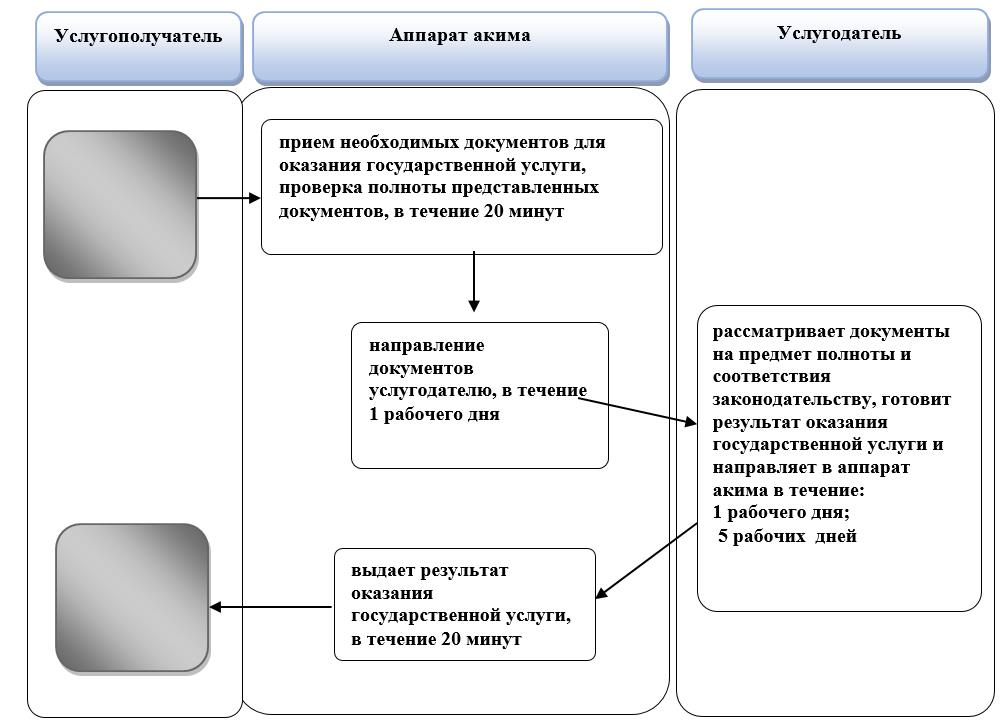 Услугополучатель
Аппарат акима
Услугодатель
прием необходимых документов для
оказания государственной услуги,
проверка полноты представленных
документов, в течение 20 минут
направление
документов
услугодателю, в течение
1 рабочего дня
рассматривает документы
на предмет полноты и
соответствия
законодательству, готовит
результат оказания
государственной услуги и
направляет в аппарат
акима в течение:
1 рабочего дня;
5 рабочих дней
выдает результат
оказания
государственной услуги,
в течение 20 минут